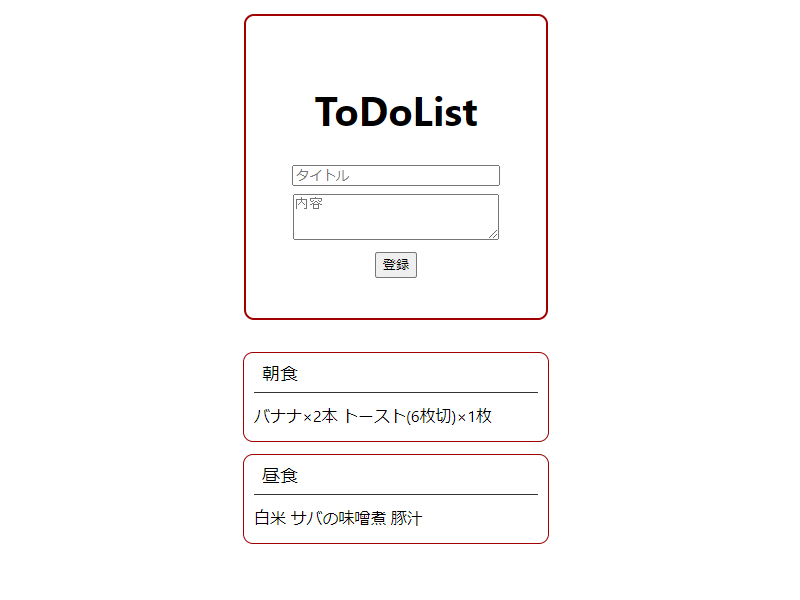 ToDoList
タイトル
内容
登録
朝食
バナナ×2本 トースト(6枚切)×1枚
昼食
白米 サバの味噌煮 豚汁